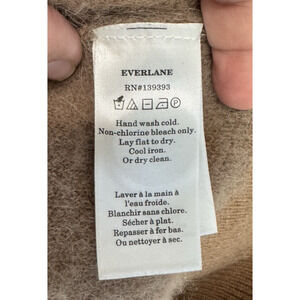 EVERLANE
RN#139393
Hand wash cold.
Non-chlorine bleach only.
Lay flat to dry.
Cool iron.
Or dry clean.
Laver à la main à
l'eau froide.
Blanchir sans chlore.
Sécher à plat.
Repasser à fer bas.
Ou nettoyer à sec.